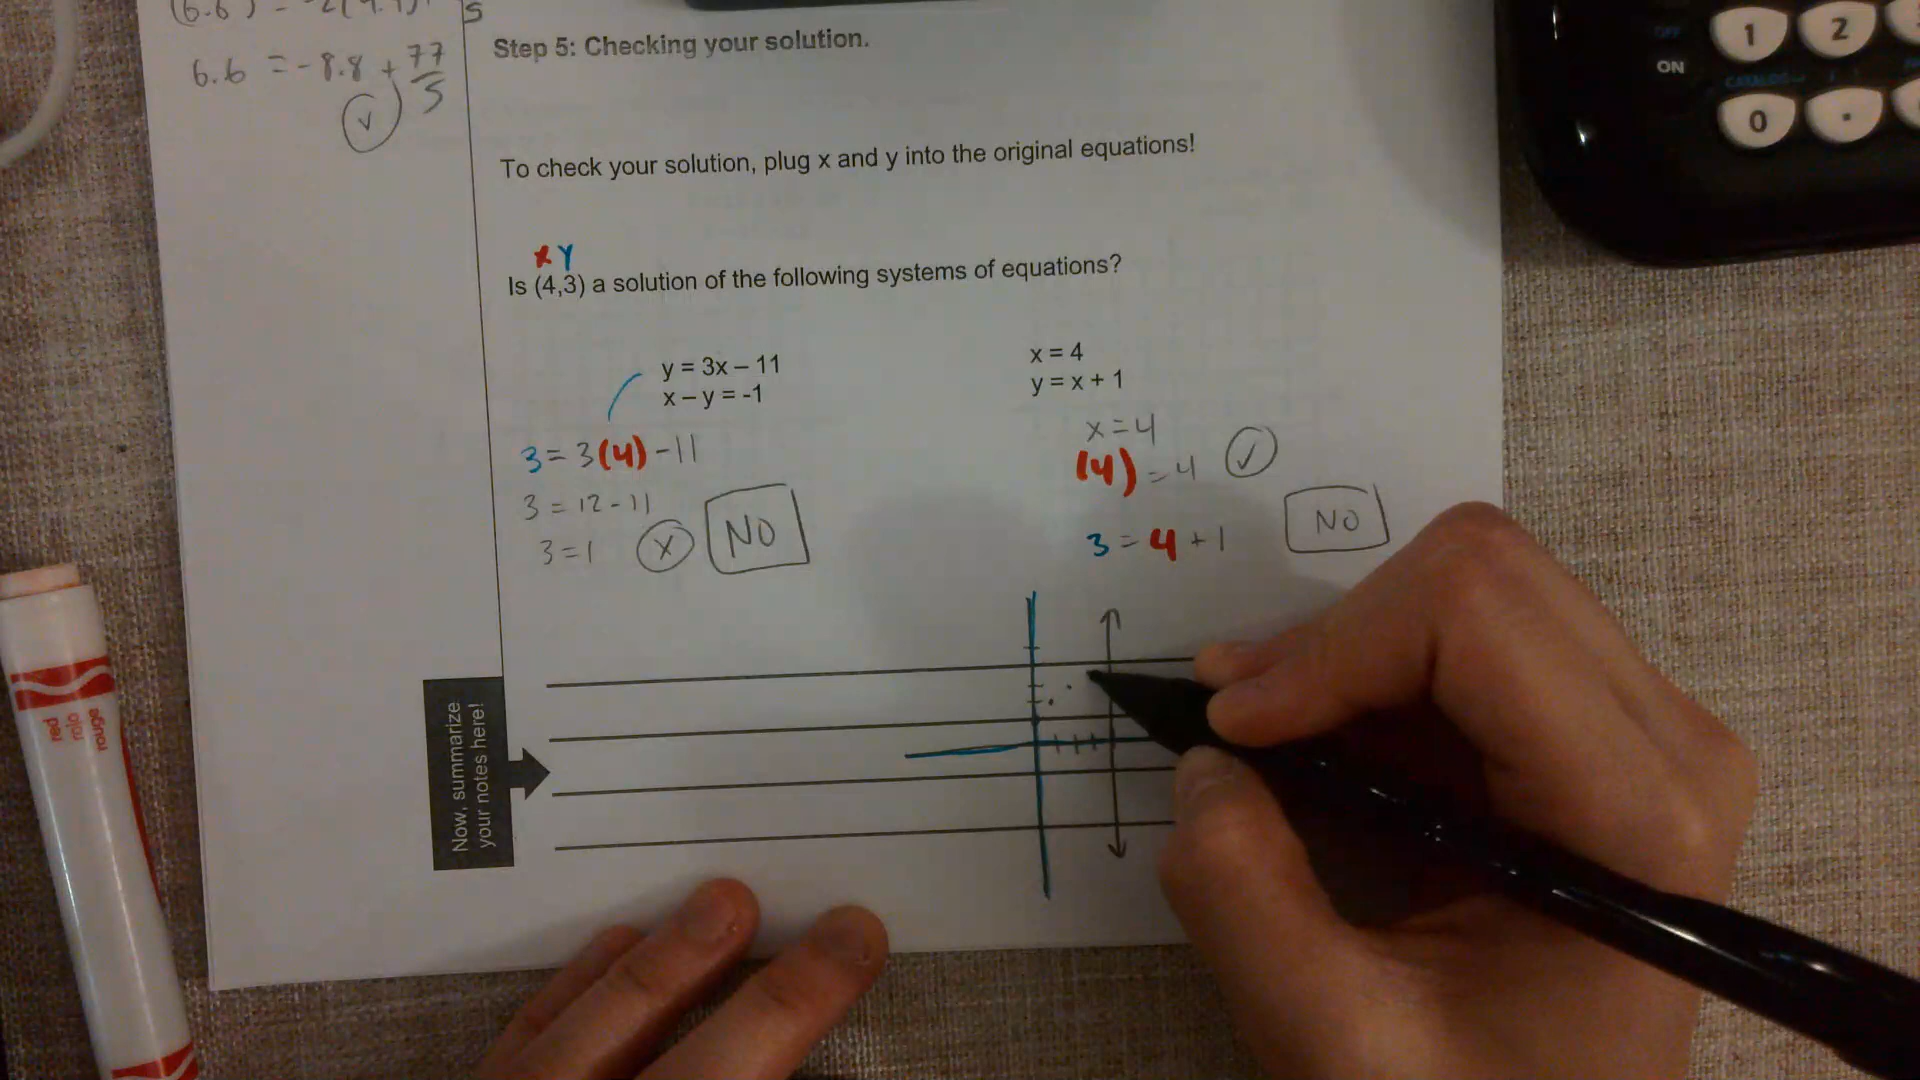 6.6 = -8.8 + 77/5
Step 5: Checking your solution.
To check your solution, plug x and y into the original equations!
x y
Is (4,3) a solution of the following systems of equations?
y = 3x – 11
x – y = -1
3 = 3(4) - 11
3 = 12 - 11
3 = 1 x NO
x = 4
y = x + 1
x = 4
(4) = 4 ✓
3 = 4 + 1 NO
Now, summarize
your notes here!
red
rojo
rouge
ON
1
2
0
.